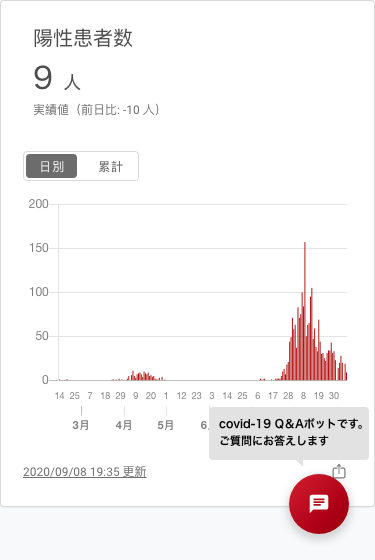 陽性患者数
9 人
実績値（前日比: -10 人）
日別 累計
200
150
100
50
0
14 25 7 18 29 9 20 1 12 23 3 14 25 6 17 28 8 19 30
3月 4月 5月 6
covid-19 Q&Aボットです。
ご質問にお答えします
2020/09/08 19:35 更新